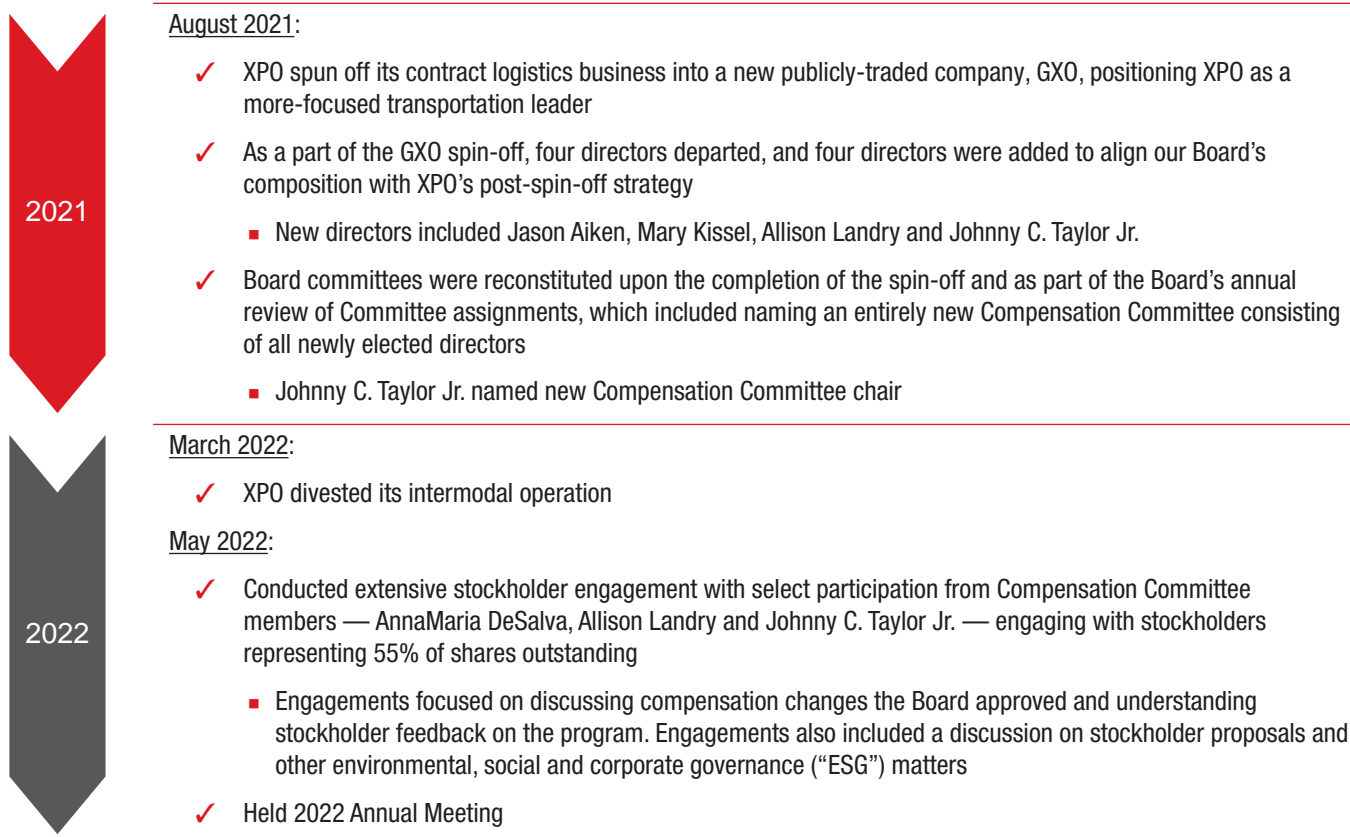 August 2021:
✓ XPO spun off its contract logistics business into a new publicly-traded company, GXO, positioning XPO as a
more-focused transportation leader
✓ As a part of the GXO spin-off, four directors departed, and four directors were added to align our Board’s
composition with XPO’s post-spin-off strategy
2021
▪ New directors included Jason Aiken, Mary Kissel, Allison Landry and Johnny C. Taylor Jr.
✓ Board committees were reconstituted upon the completion of the spin-off and as part of the Board’s annual
review of Committee assignments, which included naming an entirely new Compensation Committee consisting
of all newly elected directors
▪ Johnny C. Taylor Jr. named new Compensation Committee chair
March 2022:
✓ XPO divested its intermodal operation
May 2022:
✓ Conducted extensive stockholder engagement with select participation from Compensation Committee
members — AnnaMaria DeSalva, Allison Landry and Johnny C. Taylor Jr. — engaging with stockholders
representing 55% of shares outstanding
2022
▪ Engagements focused on discussing compensation changes the Board approved and understanding
stockholder feedback on the program. Engagements also included a discussion on stockholder proposals and
other environmental, social and corporate governance (“ESG”) matters
✓ Held 2022 Annual Meeting